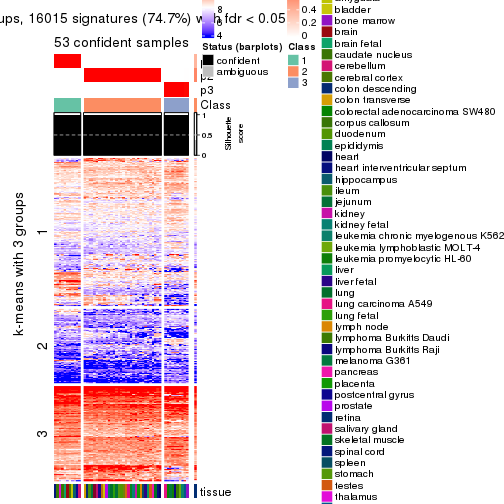 ups, 16015 signatures (74.7%) with fdr < 0.05
53 confident samples
p3
Class
1
0.5
0
Silhouette
score
k-means with 3 groups
1
2
3
tissue
8
6
4
0.4
0.2
0
Status (barplots)
confident
ambiguous
Class
1
2
3
bladder
bone marrow
brain
brain fetal
caudate nucleus
cerebellum
cerebral cortex
colon descending
colon transverse
colorectal adenocarcinoma SW480
corpus callosum
duodenum
epididymis
heart
heart interventricular septum
hippocampus
ileum
jejunum
kidney
kidney fetal
leukemia chronic myelogenous K562
leukemia lymphoblastic MOLT-4
leukemia promyelocytic HL-60
liver
liver fetal
lung
lung carcinoma A549
lung fetal
lymph node
lymphoma Burkitts Daudi
lymphoma Burkitts Raji
melanoma G361
pancreas
placenta
postcentral gyrus
prostate
retina
salivary gland
skeletal muscle
spinal cord
spleen
stomach
testes
thalamus